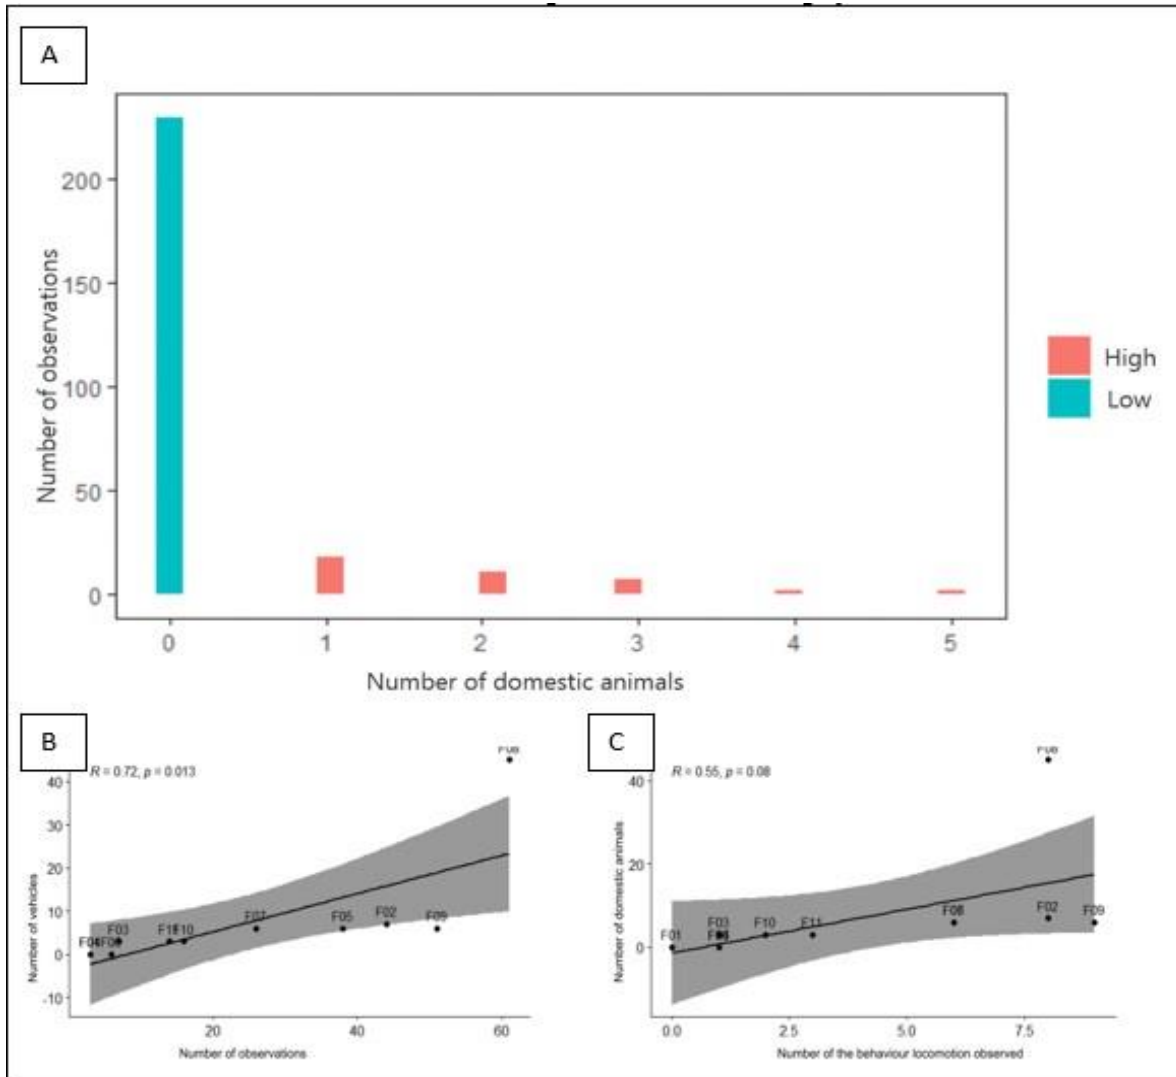 A
Number of observations
200
150
100
50
0
0 1 2 3 4 5
Number of domestic animals
High
Low
B
R = 0.72, p = 0.013
Number of vehicles
40
30
20
10
0
-10
F03
F10
F07
F05
F02
F09
20 40 60
Number of observations
C
R = 0.55, p = 0.08
Number of domestic animals
40
20
0
F01
F03
F10
F11
F08
F02
F09
0.0 2.5 5.0 7.5
Number of the behaviour locomotion observed